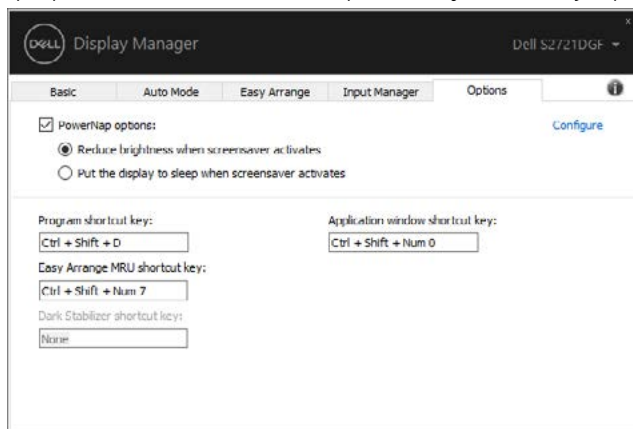 DELL Display Manager
Dell S2721DGF
Basic Auto Mode Easy Arrange Input Manager Options
PowerNap options:
Configure
Reduce brightness when screensaver activates
Put the display to sleep when screensaver activates
Program shortcut key:
Application window shortcut key:
Ctrl + Shift + D
Ctrl + Shift + Num 0
Easy Arrange MRU shortcut key:
Ctrl + Shift + Num 7
Dark Stabilizer shortcut key:
None